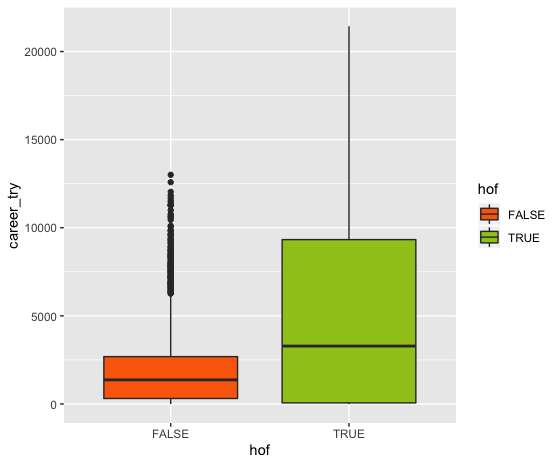 20000
15000
10000
5000
0
career_try
FALSE
TRUE
hof
hof
FALSE
TRUE